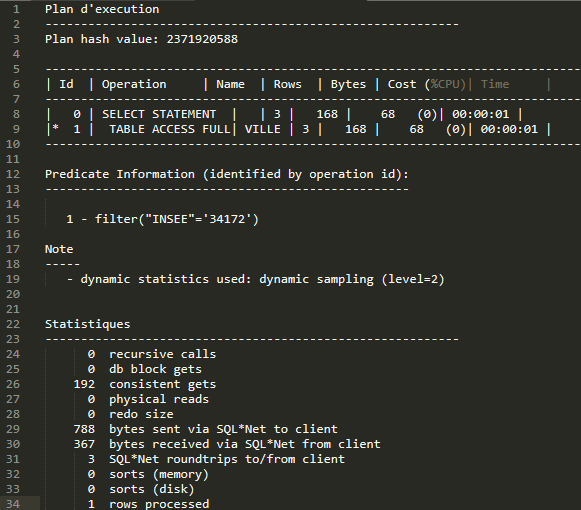 1 Plan d'execution
2 ----------------------------------------------------------
3 Plan hash value: 2371920588
4
5 ---------------------------------------------------------------------------
6 | Id  | Operation     | Name  | Rows  | Bytes | Cost (%CPU)| Time     |
7 ---------------------------------------------------------------------------
8 |   0 | SELECT STATEMENT  |   | 3 |   168 |    68   (0)| 00:00:01 |
9 |*  1 |  TABLE ACCESS FULL| VILLE | 3 |   168 |    68   (0)| 00:00:01 |
10 ---------------------------------------------------------------------------
11
12 Predicate Information (identified by operation id):
13 ---------------------------------------------------
14
15    1 - filter("INSEE"='34172')
16
17 Note
18 -----
19    - dynamic statistics used: dynamic sampling (level=2)
20
21
22 Statistiques
23 ----------------------------------------------------------
24       0  recursive calls
25       0  db block gets
26     192  consistent gets
27       0  physical reads
28       0  redo size
29     788  bytes sent via SQL*Net to client
30     367  bytes received via SQL*Net from client
31       3  SQL*Net roundtrips to/from client
32       0  sorts (memory)
33       0  sorts (disk)
34       1  rows processed